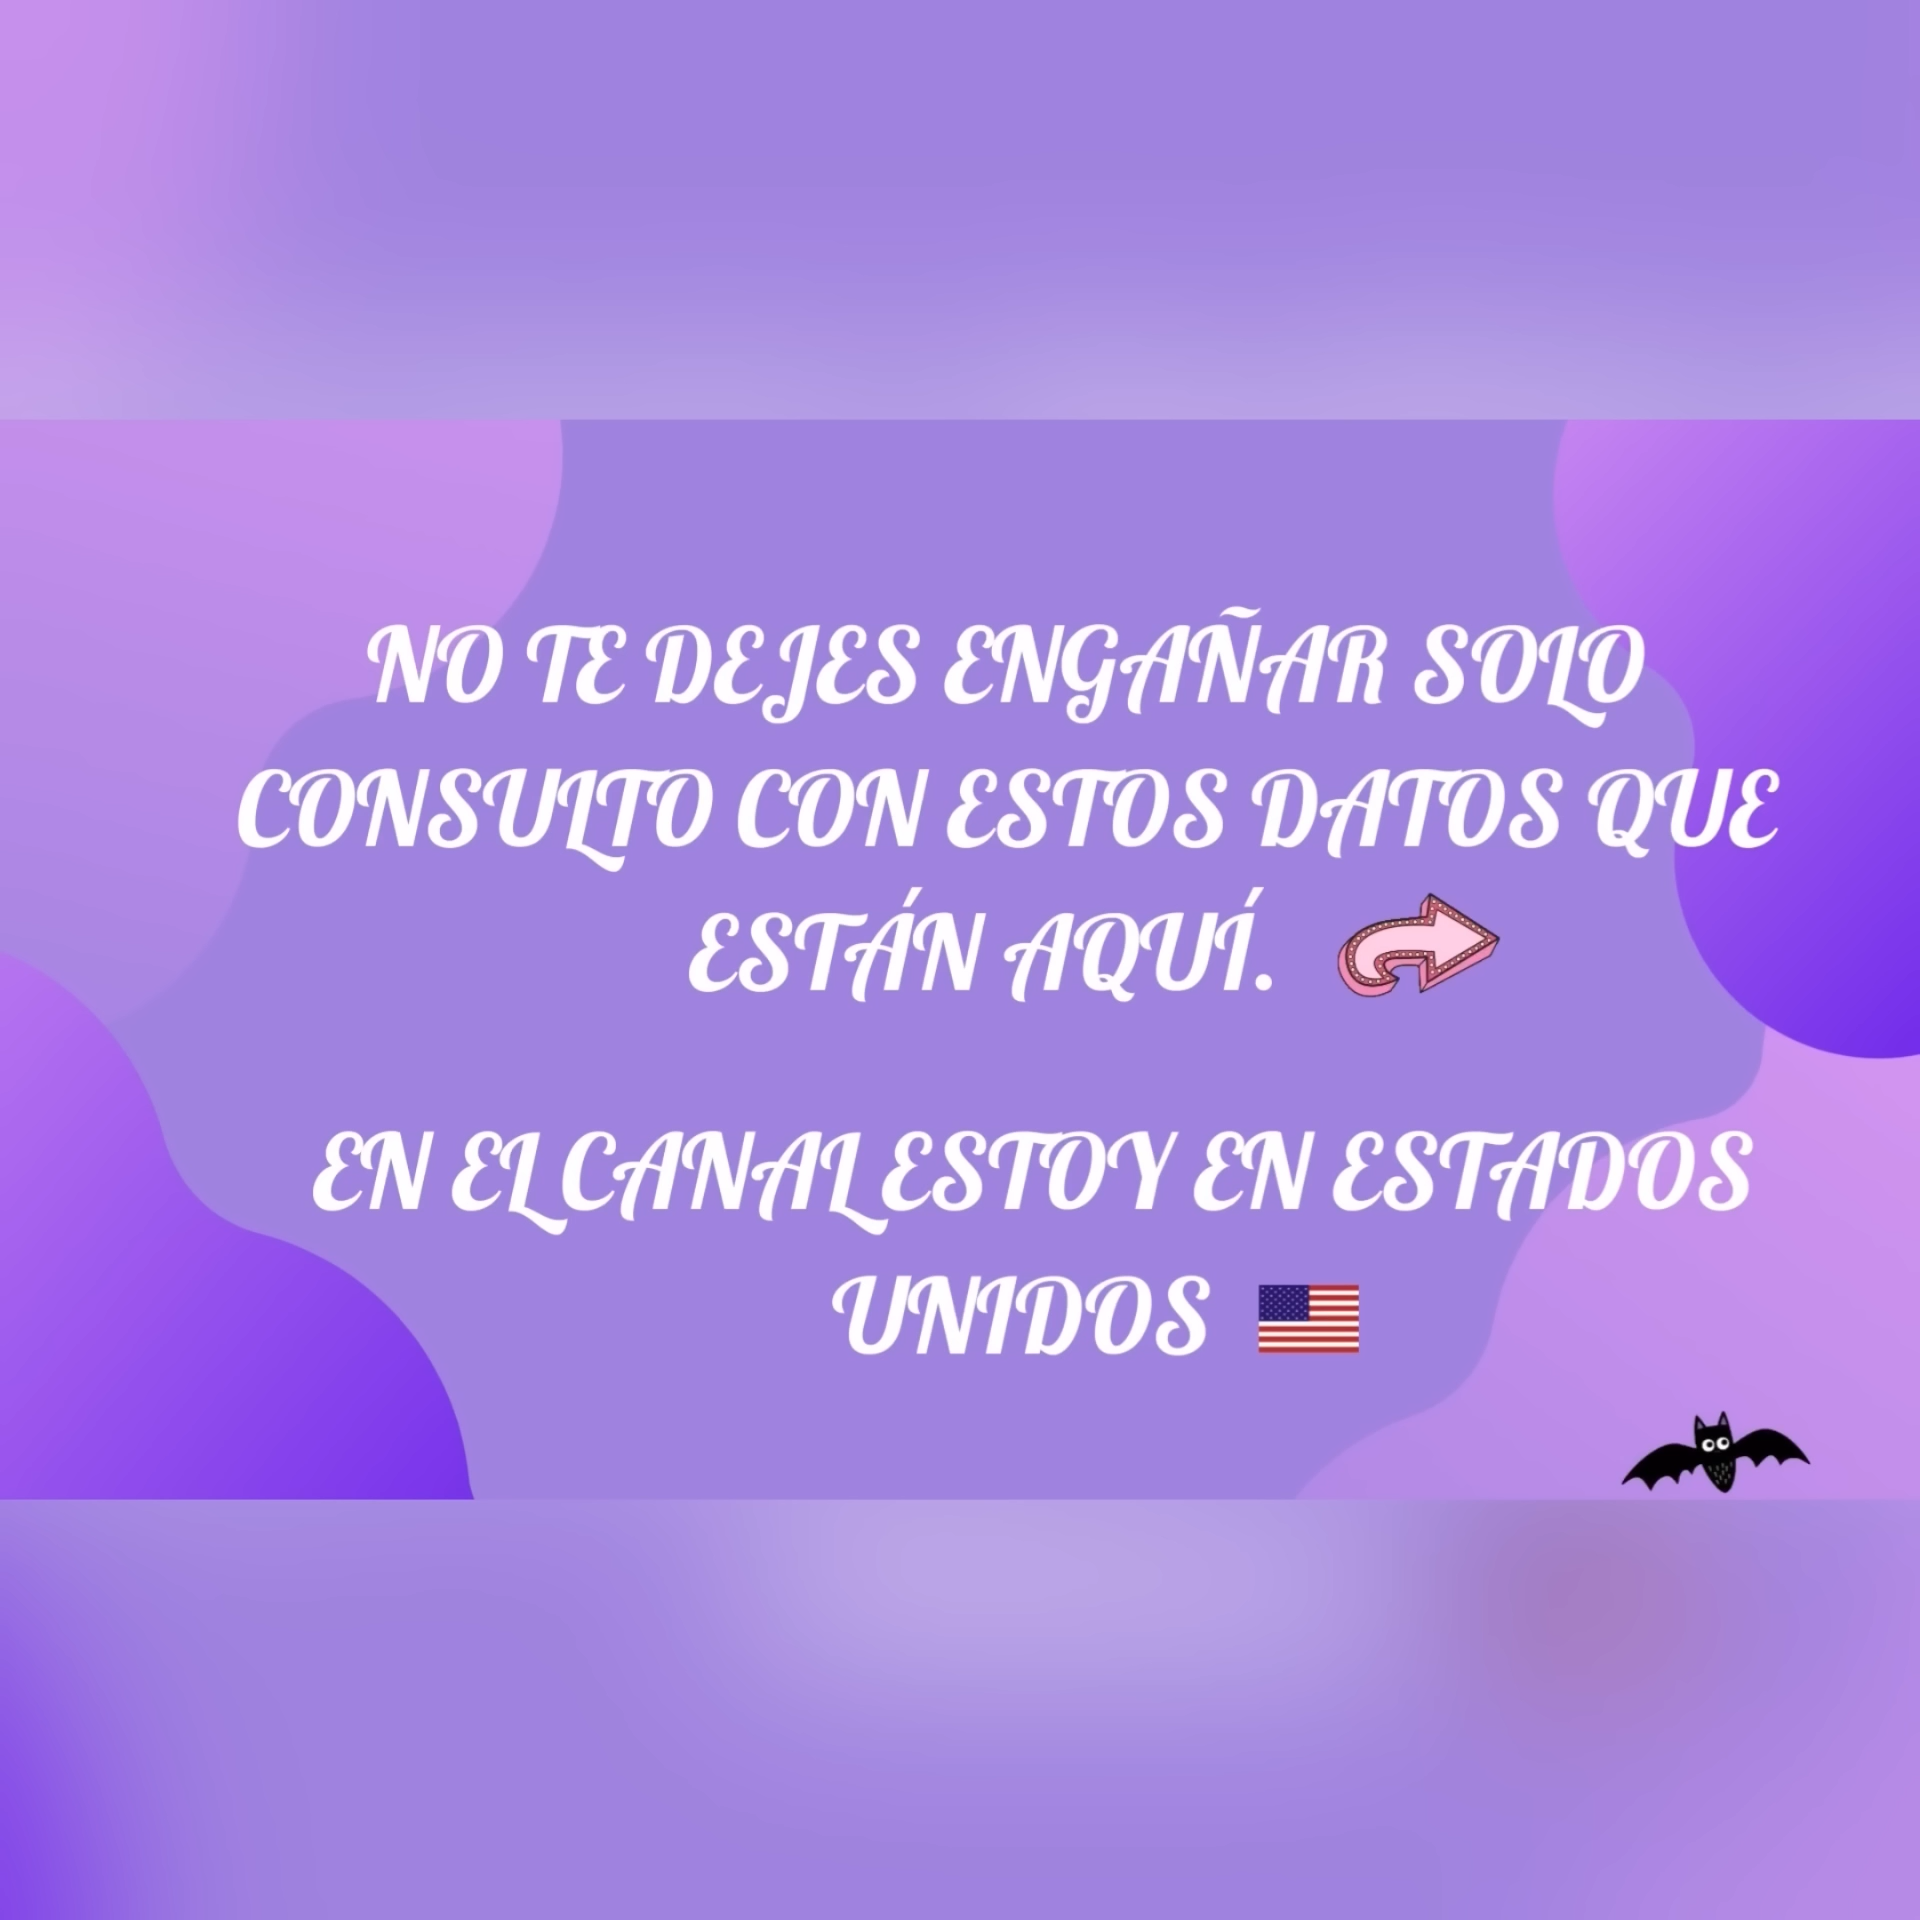 NO TE DEJES ENGAÑAR SOLO
CONSULTO CON ESTOS DATOS QUE
ESTÁN AQUÍ.
EN EL CANAL ESTOY EN ESTADOS
UNIDOS